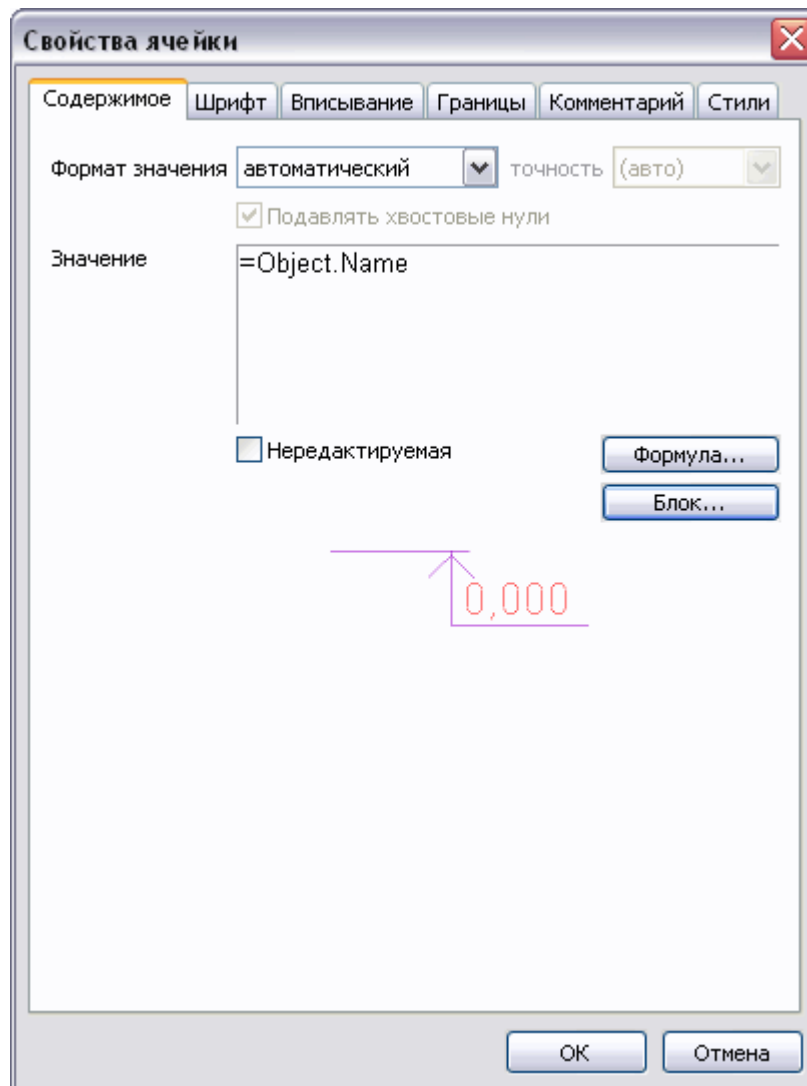 Свойства ячейки
Содержимое Шрифт Вписывание Границы Комментарий Стили
Формат значения автоматический точность (авто)
Подавлять хвостовые нули
Значение =Object.Name
Нередактируемая Формула...
Блок...
0,000
ОК Отмена